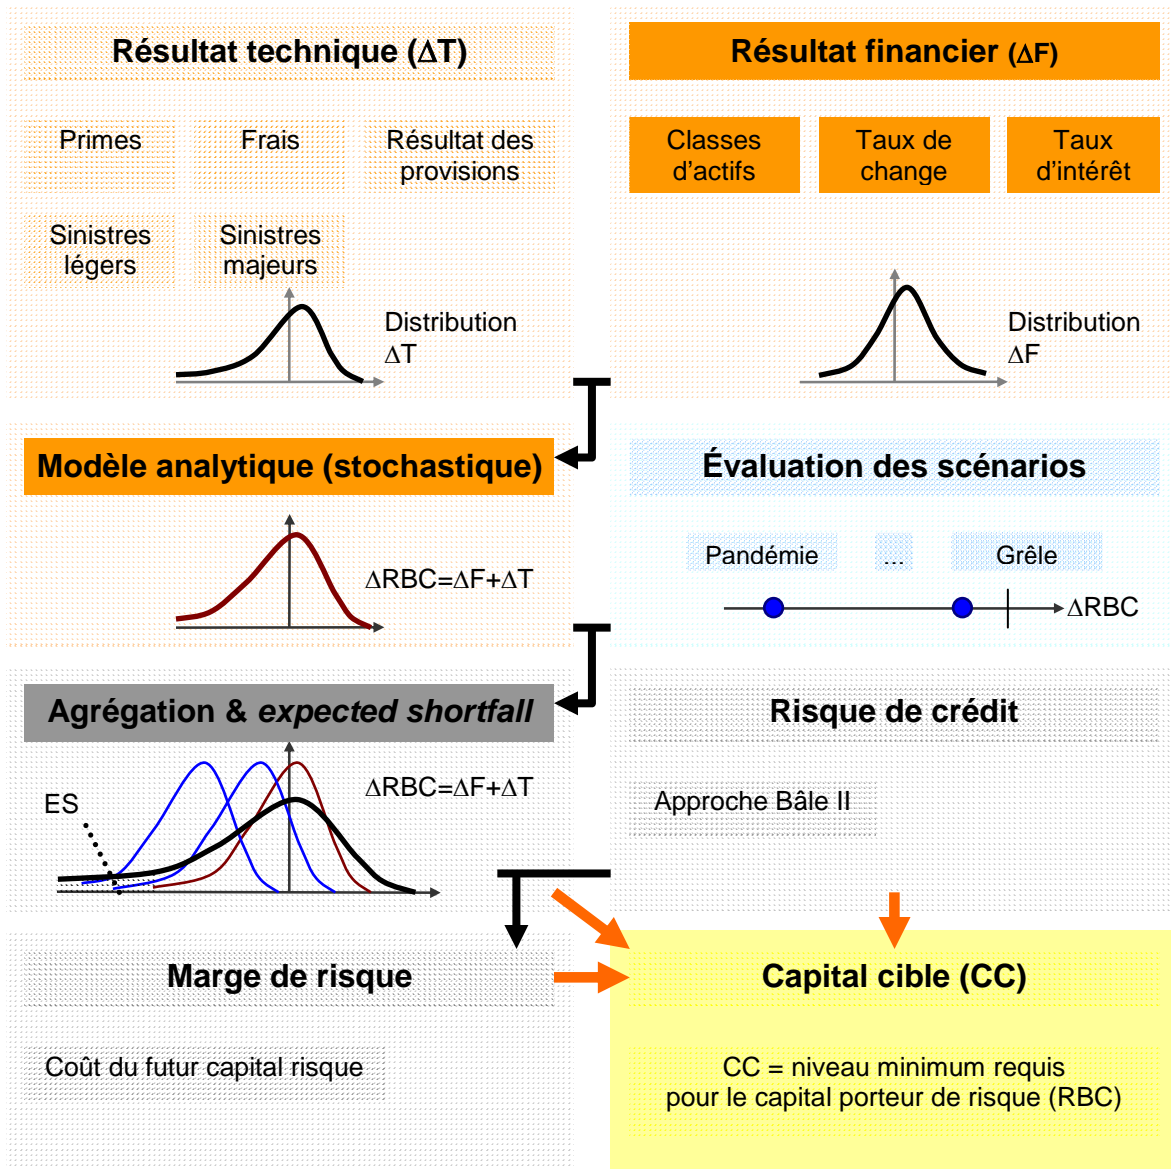 Résultat technique (ΔT)
Primes
Frais
Résultat des
provisions
Sinistres
légers
Sinistres
majeurs
Distribution
ΔT
Résultat financier (ΔF)
Classes
d'actifs
Taux de
change
Taux
d'intérêt
Distribution
ΔF
Modèle analytique (stochastique)
ΔRBC=ΔF+ΔT
Évaluation des scénarios
Pandémie
...
Grêle
ΔRBC
Agrégation & expected shortfall
ES
ΔRBC=ΔF+ΔT
Risque de crédit
Approche Bâle II
Marge de risque
Coût du futur capital risque
Capital cible (CC)
CC = niveau minimum requis
pour le capital porteur de risque (RBC)